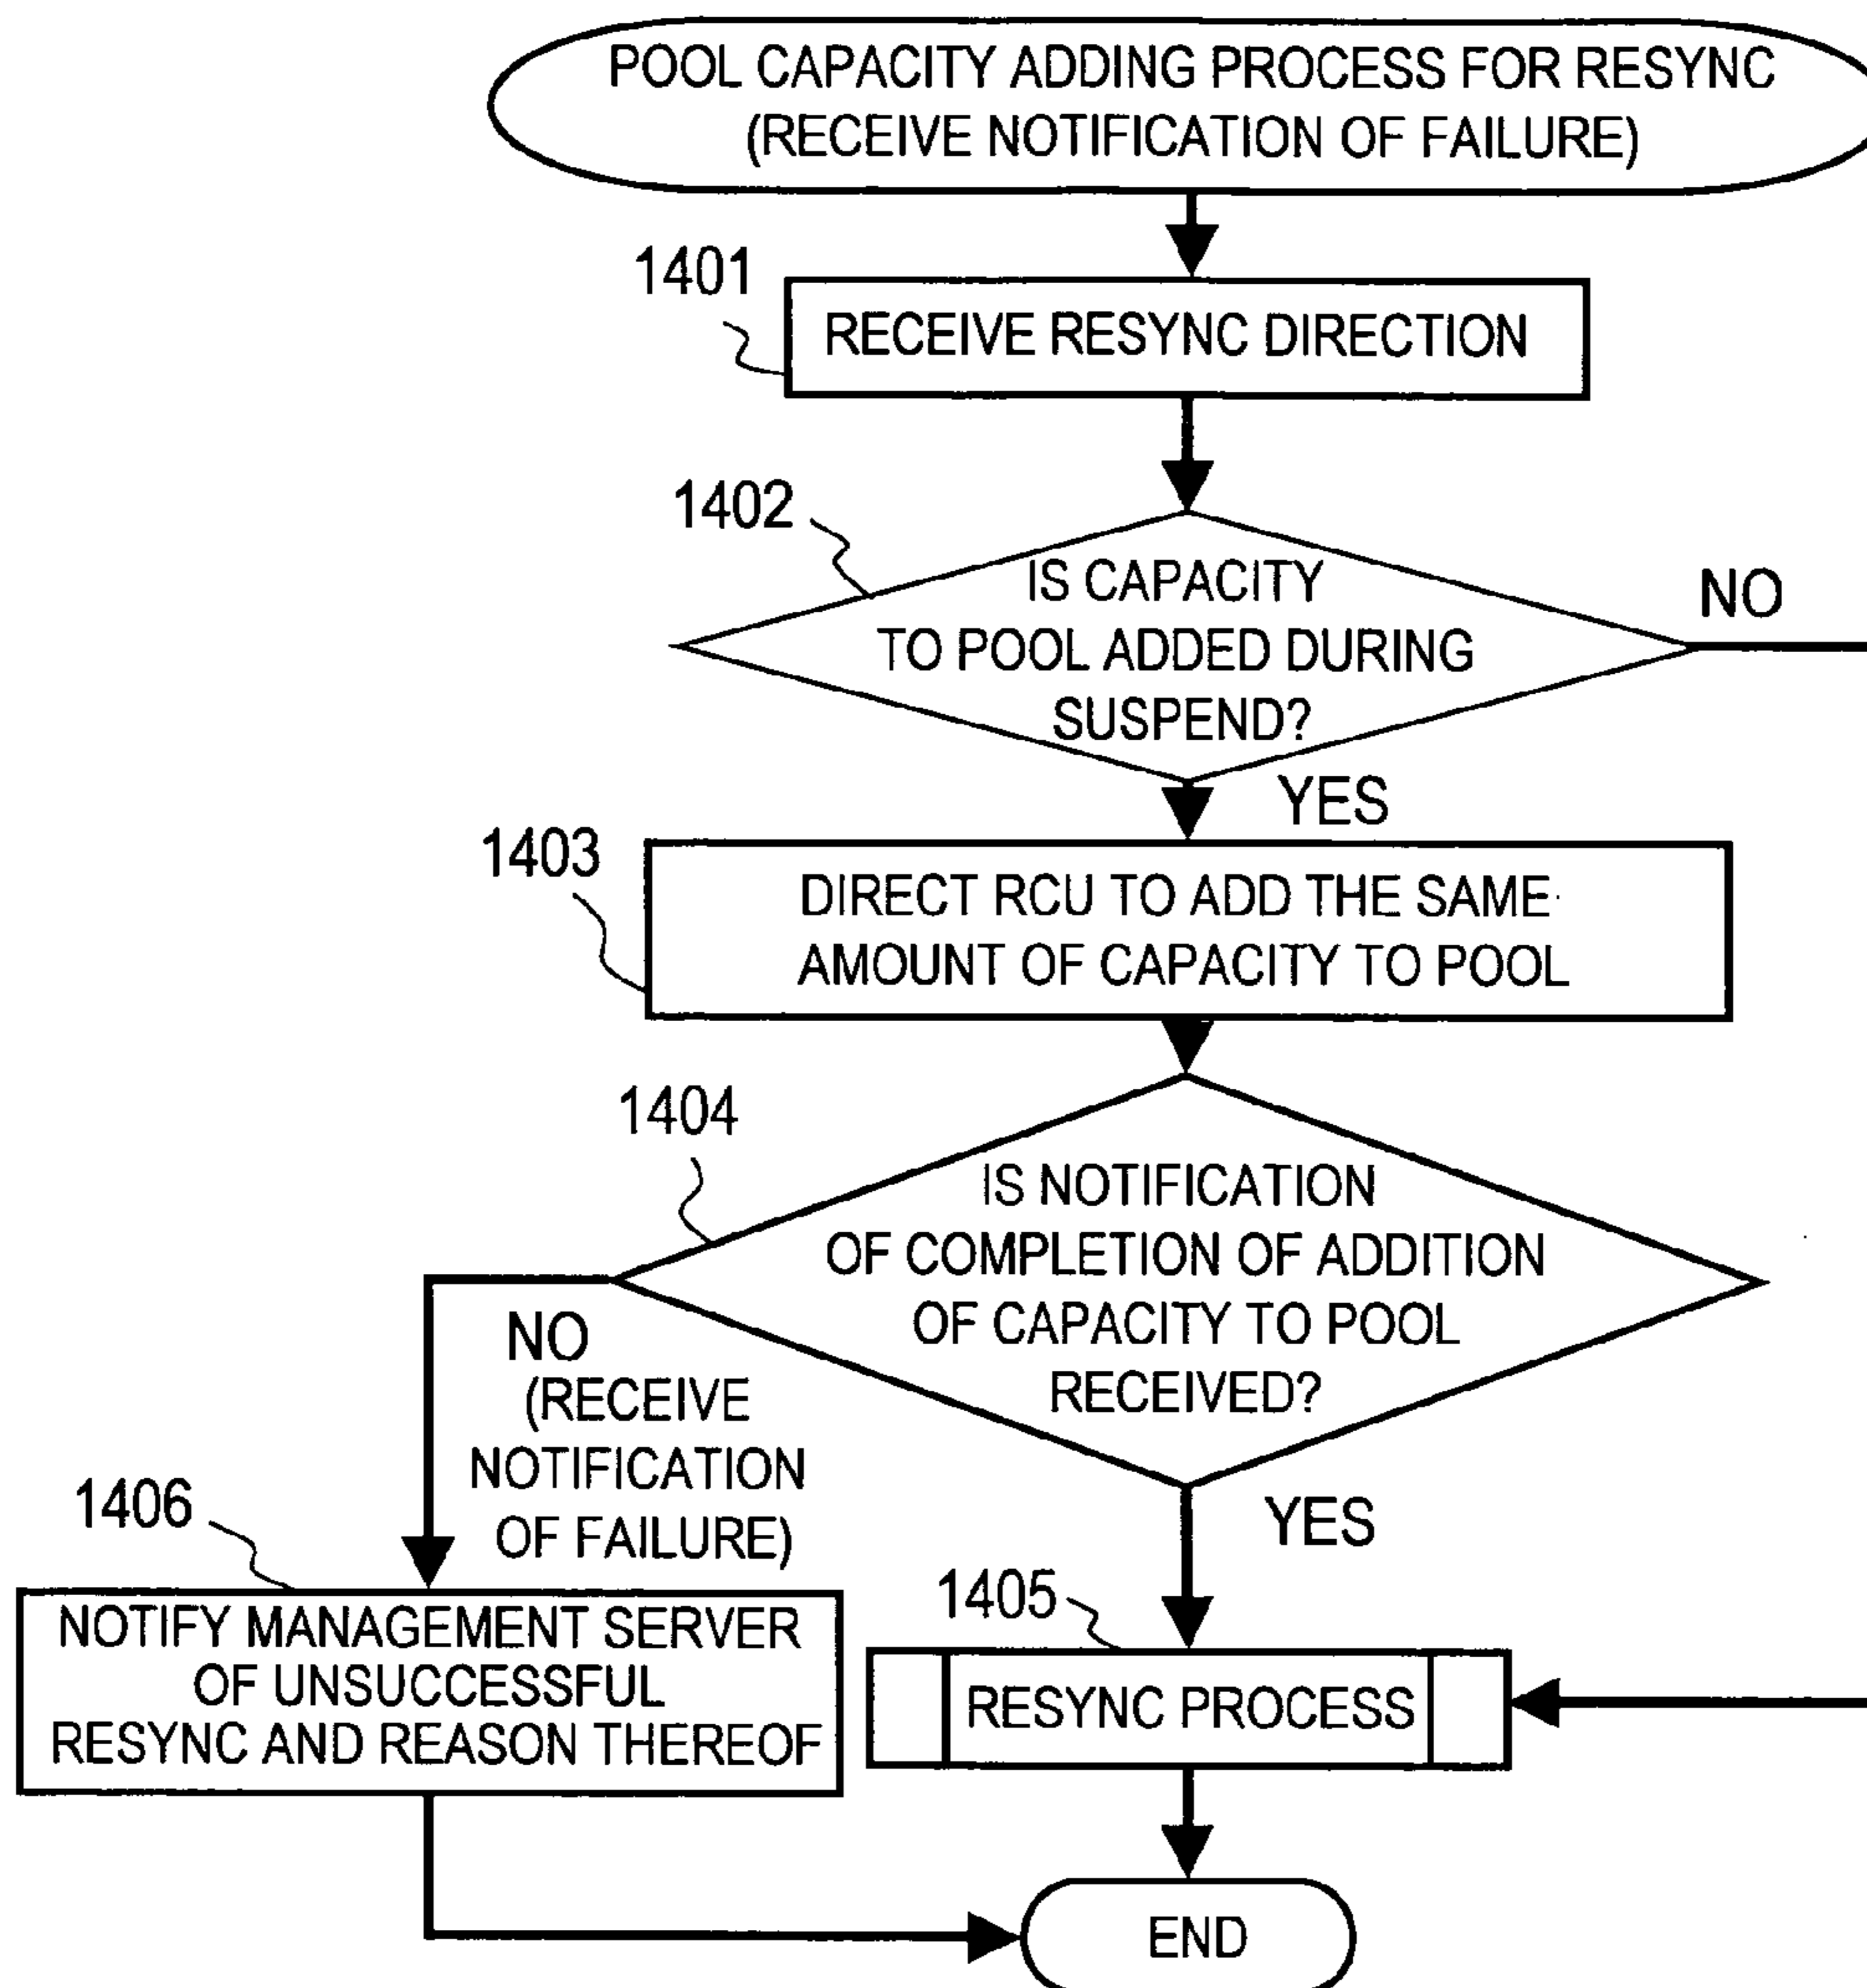 POOL CAPACITY ADDING PROCESS FOR RESYNC
(RECEIVE NOTIFICATION OF FAILURE)
1401
RECEIVE RESYNC DIRECTION
1402
IS CAPACITY
TO POOL ADDED DURING
SUSPEND?
NO
YES
1403
DIRECT RCU TO ADD THE SAME
AMOUNT OF CAPACITY TO POOL
1404
IS NOTIFICATION
OF COMPLETION OF ADDITION
OF CAPACITY TO POOL
RECEIVED?
NO
(RECEIVE
NOTIFICATION
OF FAILURE)
YES
1406
NOTIFY MANAGEMENT SERVER
OF UNSUCCESSFUL
RESYNC AND REASON THEREOF
1405
RESYNC PROCESS
END